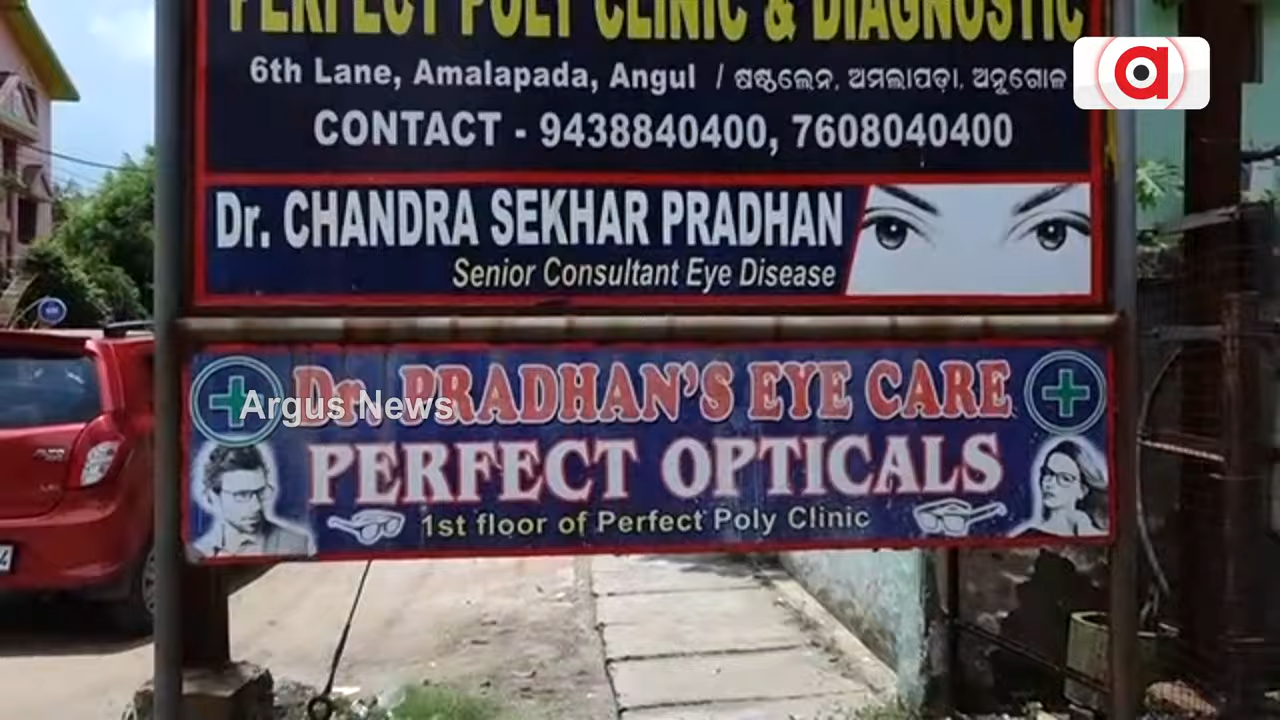 PERFECT POLY CLINIC & DIAGNOSTIC
6th Lane, Amalapada, Angul / ଷଷ୍ଠଲେନ, ଅମଲାପଡ଼ା, ଅନୁଗୋଳ
CONTACT - 9438840400, 7608040400
Dr. CHANDRA SEKHAR PRADHAN
Senior Consultant Eye Disease
Dr. PRADHAN'S EYE CARE
Argus News
PERFECT OPTICALS
1st floor of Perfect Poly Clinic